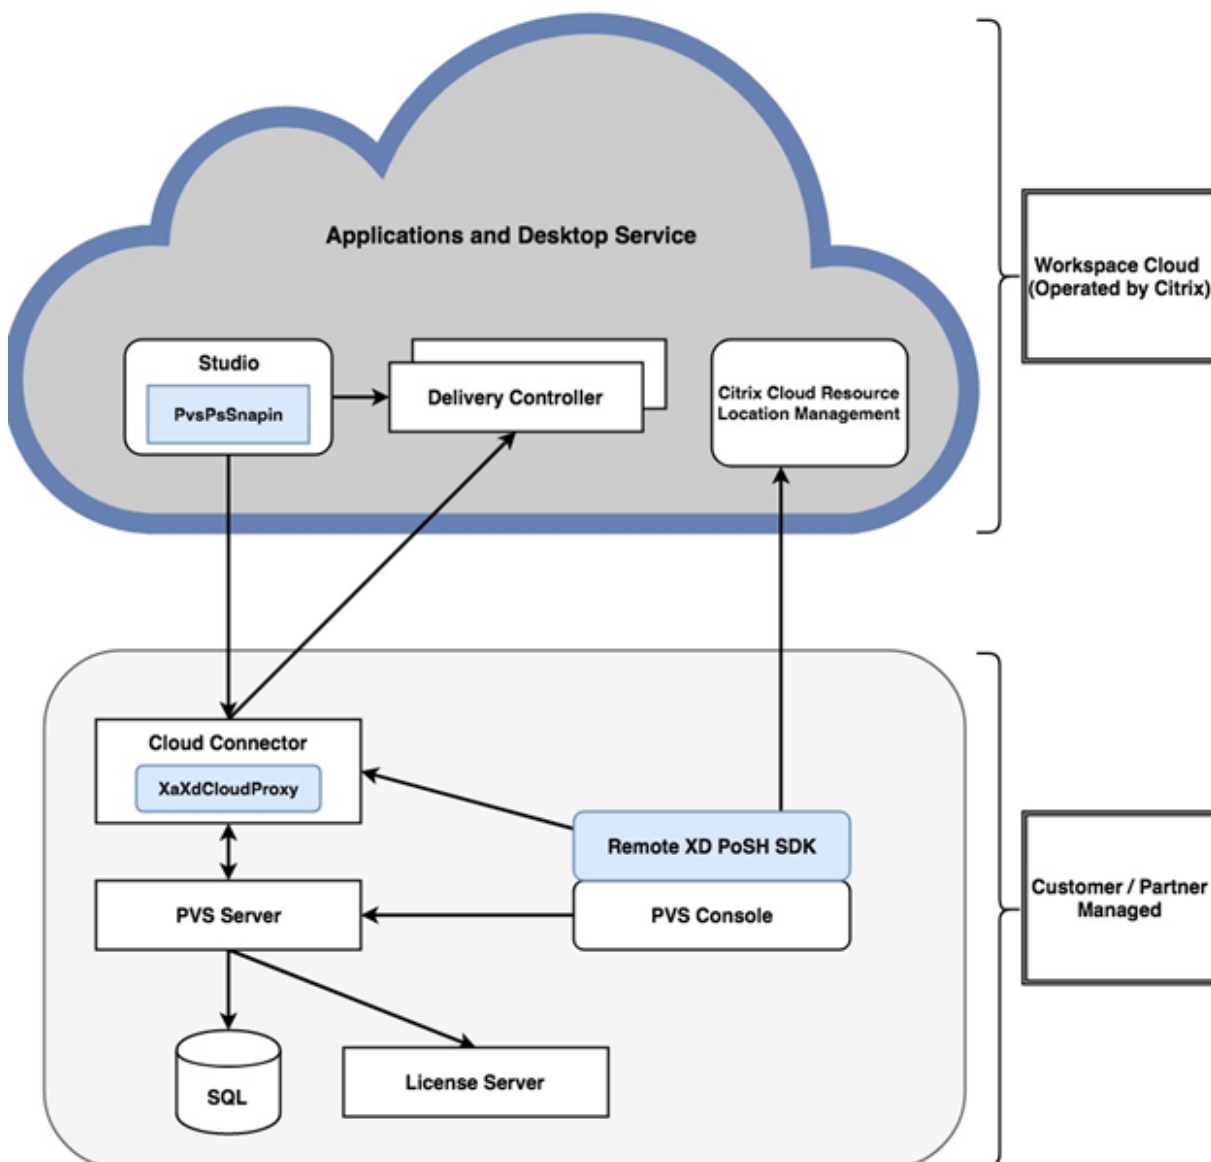 Applications and Desktop Service
Workspace Cloud
(Operated by Citrix)
Studio
PvsPsSnapin
Delivery Controller
Citrix Cloud Resource
Location Management
Cloud Connector
XaXdCloudProxy
Remote XD PoSH SDK
PVS Server
PVS Console
Customer / Partner
Managed
SQL
License Server